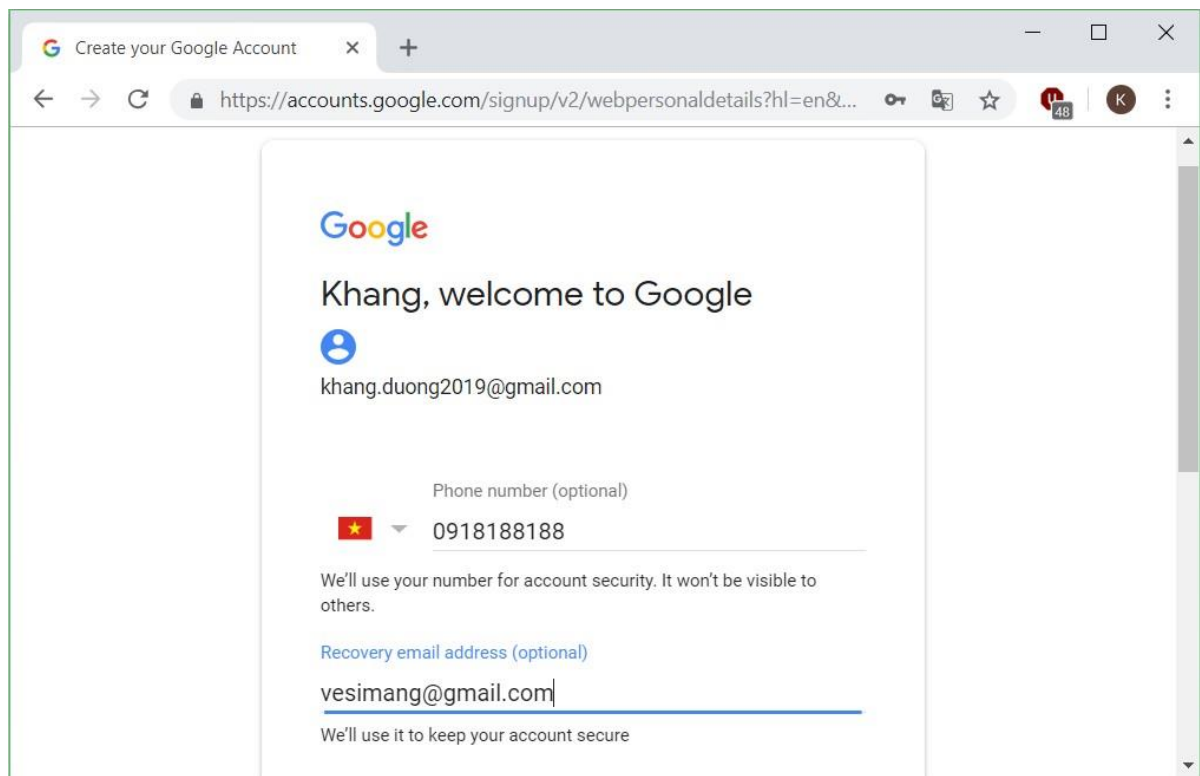 Create your Google Account
https://accounts.google.com/signup/v2/webpersonaldetails?hl=en&...
48
K
Google
Khang, welcome to Google
khang.duong2019@gmail.com
Phone number (optional)
0918188188
We'll use your number for account security. It won't be visible to
others.
Recovery email address (optional)
vesimang@gmail.com
We'll use it to keep your account secure